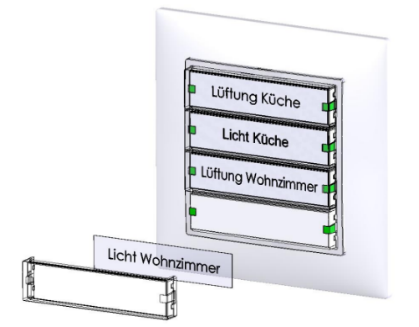 Lüftung Küche
Licht Küche
Lüftung Wohnzimmer
Licht Wohnzimmer